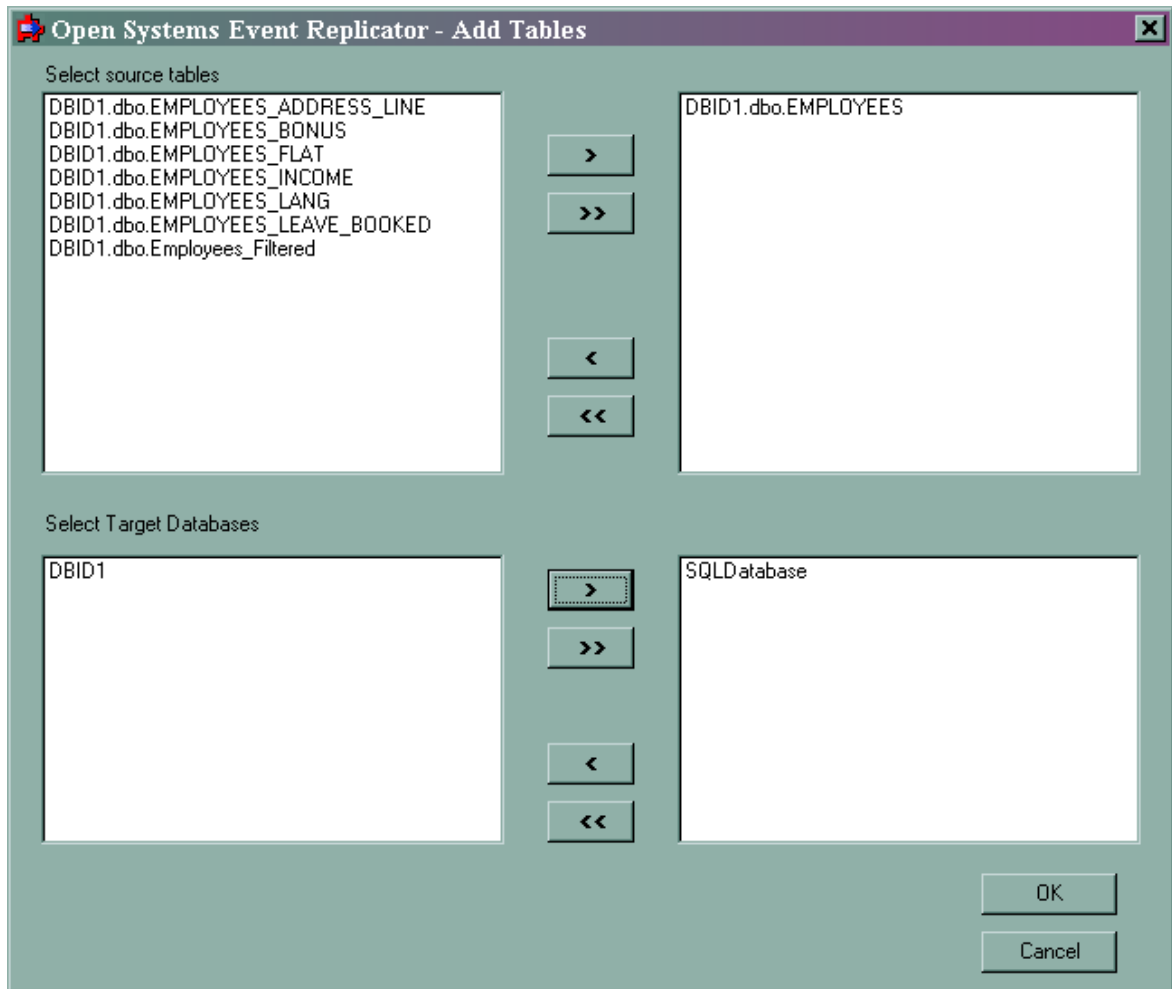 Open Systems Event Replicator - Add Tables
Select source tables
DBID1.dbo.EMPLOYEES_ADDRESS_LINE
DBID1.dbo.EMPLOYEES_BONUS
DBID1.dbo.EMPLOYEES_FLAT
DBID1.dbo.EMPLOYEES_INCOME
DBID1.dbo.EMPLOYEES_LANG
DBID1.dbo.EMPLOYEES_LEAVE_BOOKED
DBID1.dbo.Employees_Filtered
>
>>
<
<<
DBID1.dbo.EMPLOYEES
Select Target Databases
DBID1
>
>>
<
<<
SQLDatabase
OK
Cancel